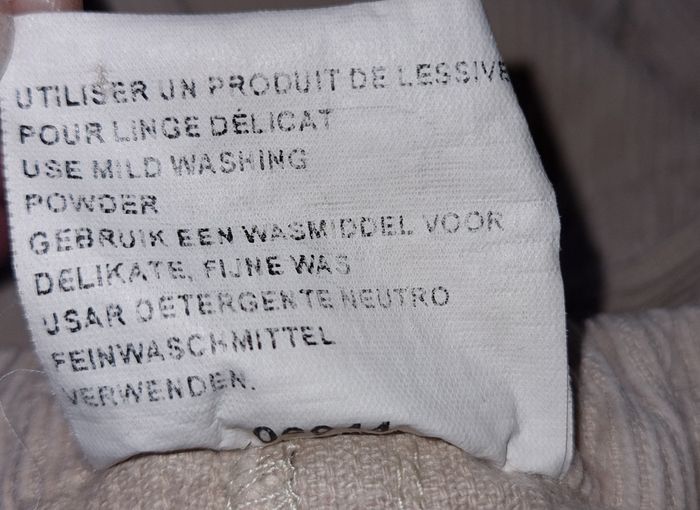 UTILISER UN PRODUIT DE LESSIVE
POUR LINGE DÉLICAT
USE MILD WASHING
POWDER
GEBRUIK EEN WASMIDDEL VOOR
DELIKATE, FIJNE WAS
USAR DETERGENTE NEUTRO
FEINWASCHMITTEL
VERWENDEN.